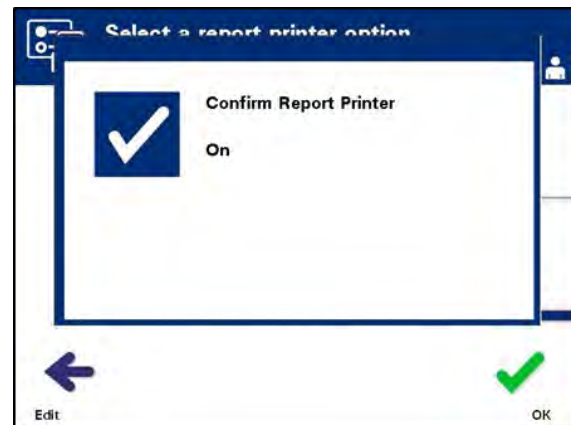 Select a report printer option
Confirm Report Printer
On
Edit
OK